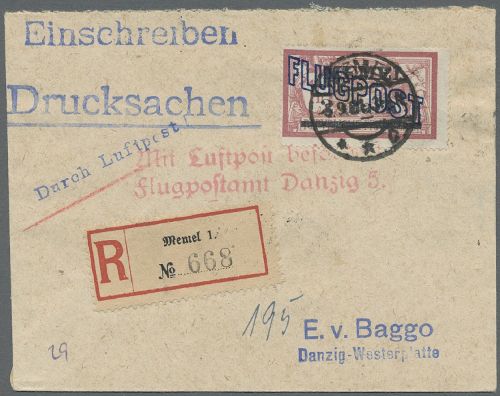 Einschreiben
Drucksachen
FLUGPOST
Durch Luftpost
Mit Luftpost
Flugpostamt Danzig 5.
R
Memel 1.
№ 668
195
E. v. Baggo
Danzig-Westerplatte
29